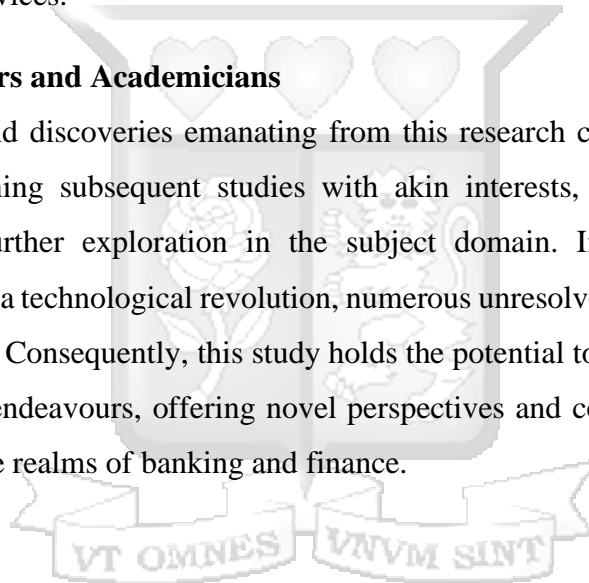 vices.
rs and Academicians
nd discoveries emanating from this research c
ning subsequent studies with akin interests,
urther exploration in the subject domain. I
a technological revolution, numerous unresolv
Consequently, this study holds the potential to
endeavours, offering novel perspectives and c
e realms of banking and finance.
VT OMNES VNVM SINT